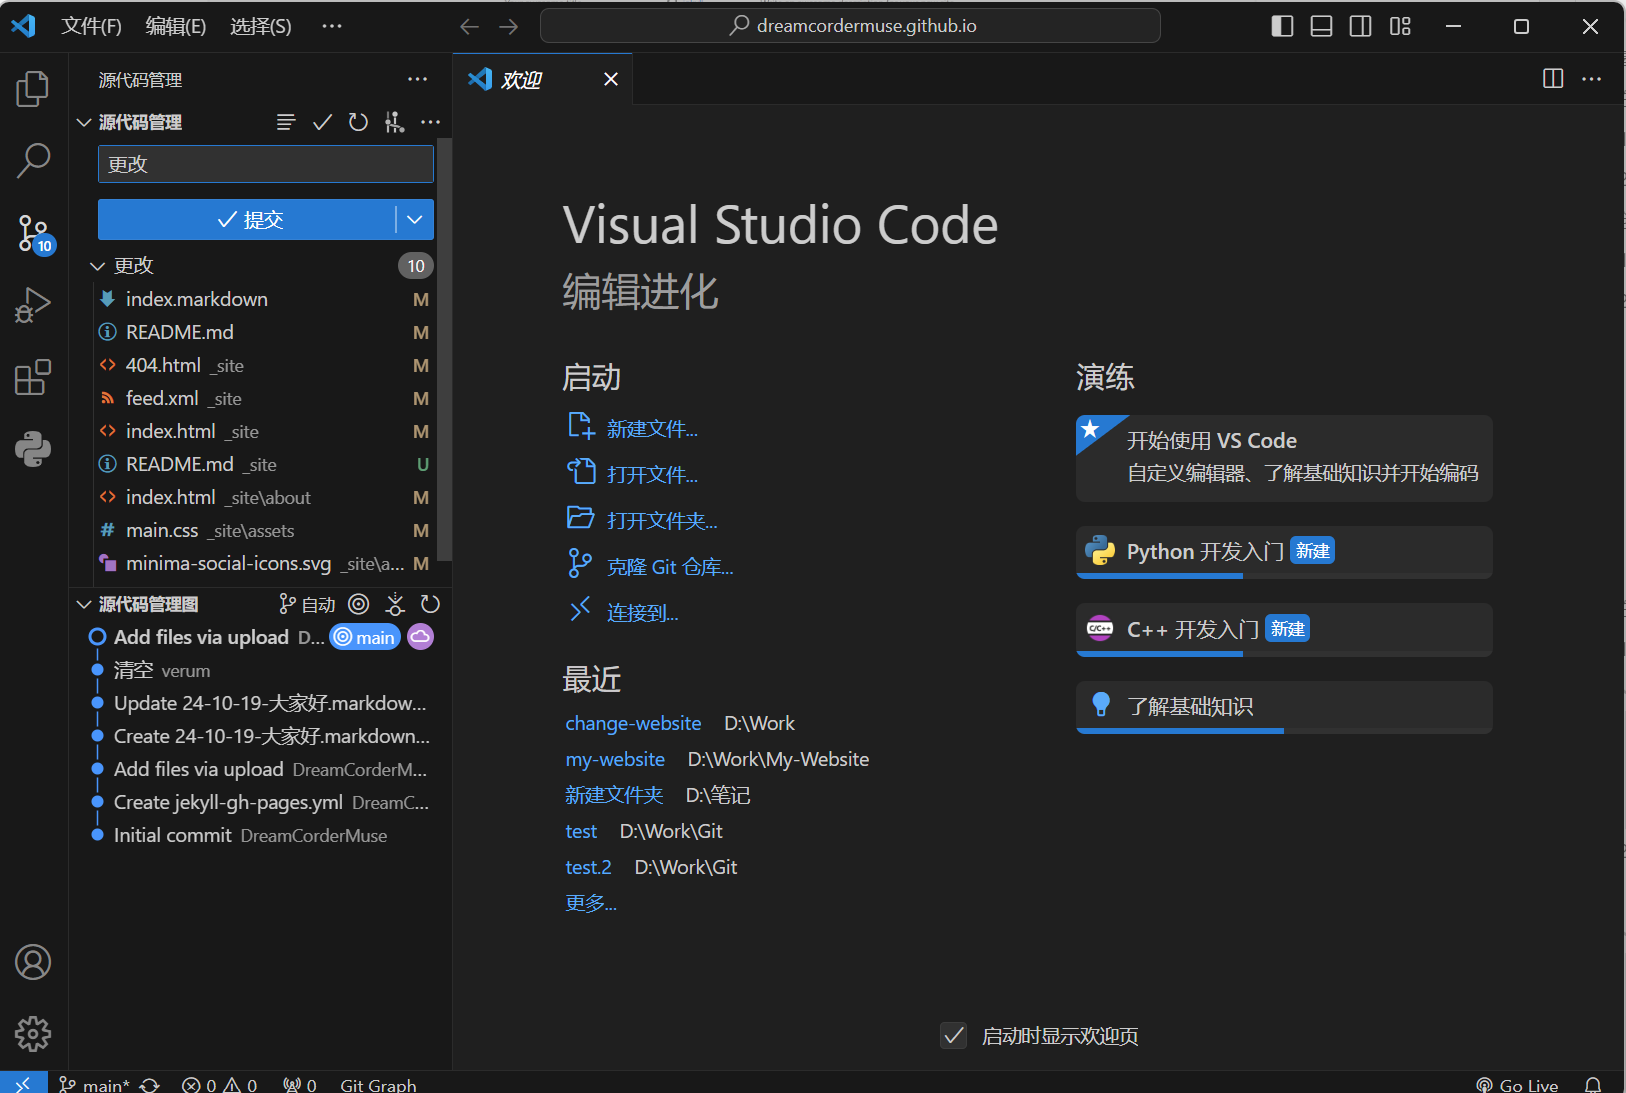 文件(F) 编辑(E) 选择(S) ···
dreamcordermuse.github.io
源代码管理
源代码管理
更改
提交
10
更改 10
index.markdown M
README.md M
404.html _site M
feed.xml _site M
index.html _site M
README.md _site U
index.html _site\about M
main.css _site\assets M
minima-social-icons.svg _site\a... M
源代码管理图 自动
Add files via upload D... main
清空 verum
Update 24-10-19-大家好.markdow...
Create 24-10-19-大家好.markdown...
Add files via upload DreamCorderM...
Create jekyll-gh-pages.yml DreamC...
Initial commit DreamCorderMuse
欢迎
Visual Studio Code
编辑进化
启动
新建文件...
打开文件...
打开文件夹...
克隆 Git 仓库...
连接到...
最近
change-website D:\Work
my-website D:\Work\My-Website
新建文件夹 D:\笔记
test D:\Work\Git
test.2 D:\Work\Git
更多...
演练
开始使用 VS Code
自定义编辑器、了解基础知识并开始编码
Python 开发入门 新建
C/C++ C++ 开发入门 新建
了解基础知识
启动时显示欢迎页
main* 0 0 0 Git Graph
Go Live